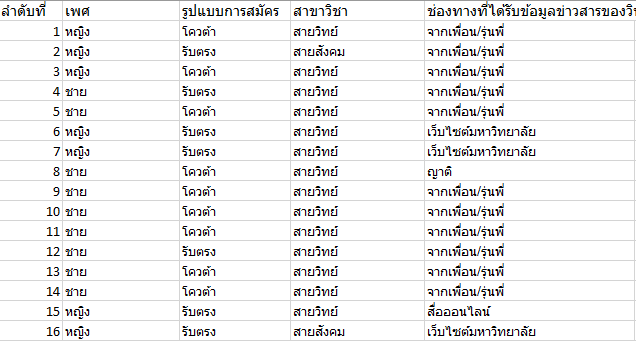 ลำดับที่ เพศ รูปแบบการสมัคร สาขาวิชา ช่องทางที่ได้รับข้อมูลข่าวสารของวิ
1 หญิง โควต้า สายวิทย์ จากเพื่อน/รุ่นพี่
2 หญิง รับตรง สายสังคม จากเพื่อน/รุ่นพี่
3 หญิง โควต้า สายวิทย์ จากเพื่อน/รุ่นพี่
4 ชาย รับตรง สายวิทย์ จากเพื่อน/รุ่นพี่
5 ชาย โควต้า สายวิทย์ จากเพื่อน/รุ่นพี่
6 หญิง รับตรง สายวิทย์ เว็บไซต์มหาวิทยาลัย
7 หญิง รับตรง สายวิทย์ เว็บไซต์มหาวิทยาลัย
8 ชาย โควต้า สายวิทย์ ญาติ
9 ชาย โควต้า สายวิทย์ จากเพื่อน/รุ่นพี่
10 ชาย โควต้า สายวิทย์ จากเพื่อน/รุ่นพี่
11 ชาย โควต้า สายวิทย์ จากเพื่อน/รุ่นพี่
12 ชาย รับตรง สายวิทย์ จากเพื่อน/รุ่นพี่
13 ชาย โควต้า สายวิทย์ จากเพื่อน/รุ่นพี่
14 ชาย โควต้า สายวิทย์ จากเพื่อน/รุ่นพี่
15 หญิง รับตรง สายวิทย์ สื่อออนไลน์
16 หญิง รับตรง สายสังคม เว็บไซต์มหาวิทยาลัย